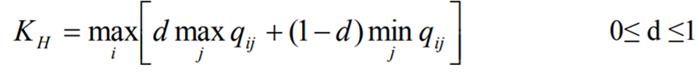 K_H = max_i [ d max_j q_ij + (1 − d) min_j q_ij ] 0≤ d ≤1